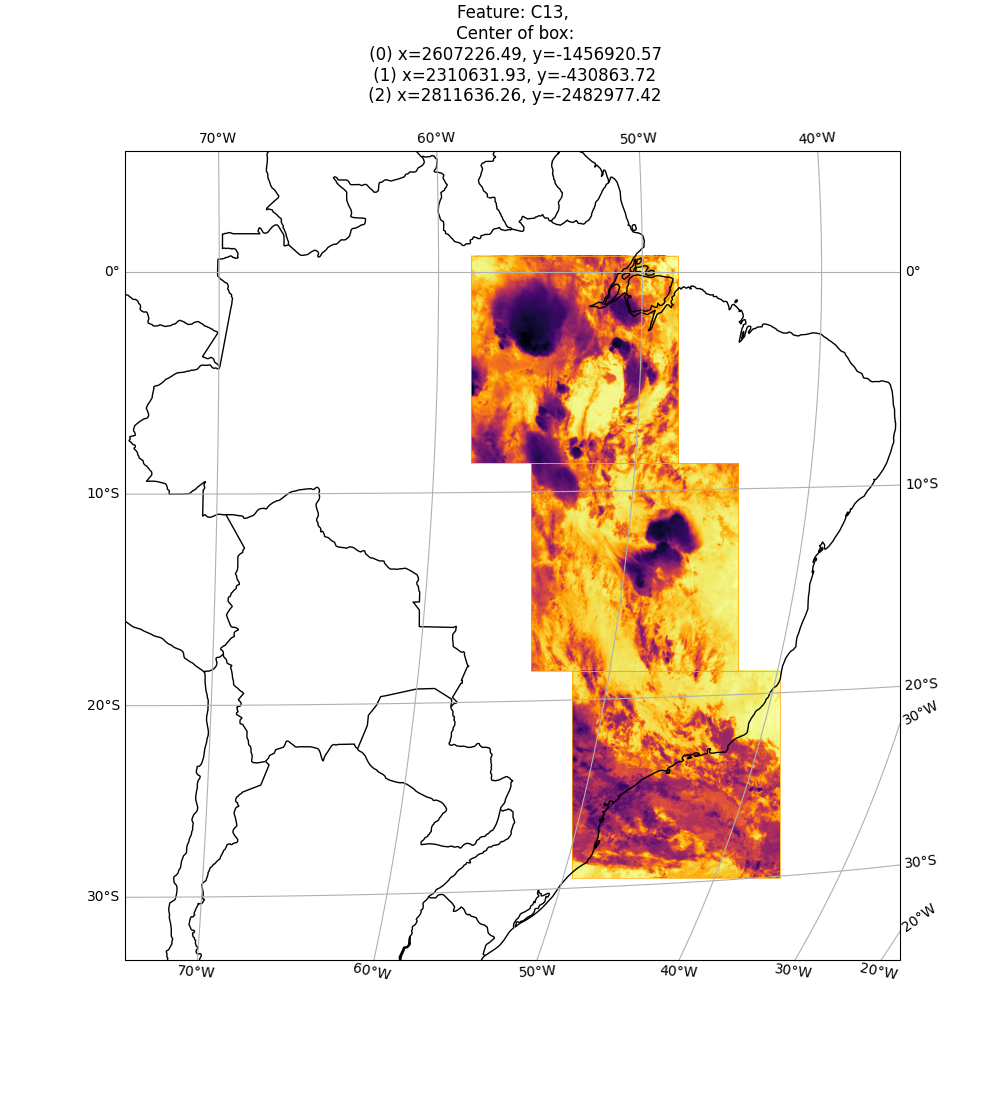 Feature: C13,
Center of box:
(0) x=2607226.49, y=-1456920.57
(1) x=2310631.93, y=-430863.72
(2) x=2811636.26, y=-2482977.42
70°W 60°W 50°W 40°W
0° 0°
10°S 10°S
20°S 20°S
30°W
30°S 30°S
20°W
70°W 60°W 50°W 40°W 30°W 20°W